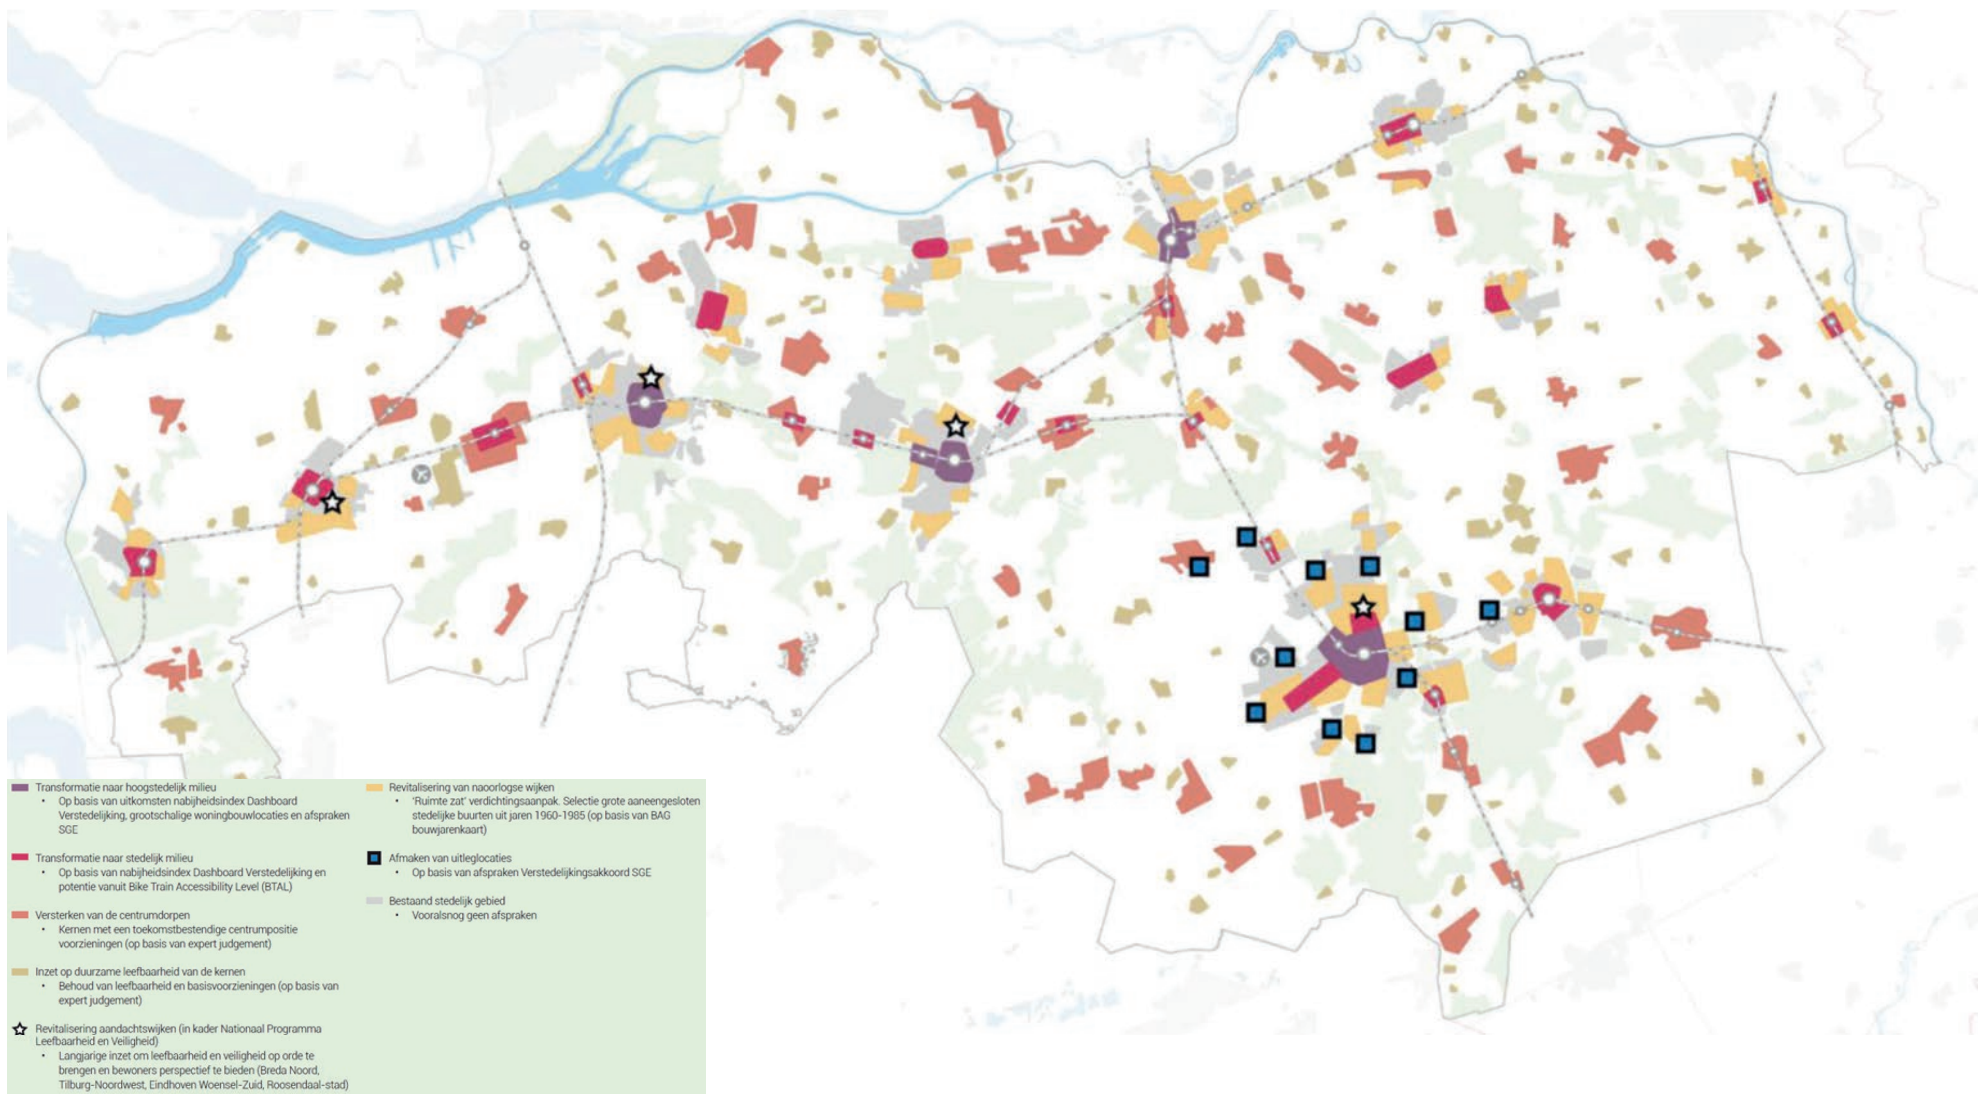 Transformatie naar hoogstedelijk milieu
• Op basis van uitkomsten nabijheidsindex Dashboard
Verstedelijking, grootschalige woningbouwlocaties en afspraken
SGE
Transformatie naar stedelijk milieu
• Op basis van nabijheidsindex Dashboard Verstedelijking en
potentie vanuit Bike Train Accessibility Level (BTAL)
Versterken van de centrumdorpen
• Kernen met een toekomstbestendige centrumpositie
voorzieningen (op basis van expert judgement)
Inzet op duurzame leefbaarheid van de kernen
• Behoud van leefbaarheid en basisvoorzieningen (op basis van
expert judgement)
Revitalisering aandachtswijken (in kader Nationaal Programma
Leefbaarheid en Veiligheid)
• Langjarige inzet om leefbaarheid en veiligheid op orde te
brengen en bewoners perspectief te bieden (Breda Noord,
Tilburg-Noordwest, Eindhoven Woensel-Zuid, Roosendaal-stad)
Revitalisering van naoorlogse wijken
• 'Ruimte zat' verdichtingsaanpak. Selectie grote aaneengesloten
stedelijke buurten uit jaren 1960-1985 (op basis van BAG
bouwjarenkaart)
Afmaken van uitleglocaties
• Op basis van afspraken Verstedelijkingsakkoord SGE
Bestaand stedelijk gebied
• Vooralsnog geen afspraken